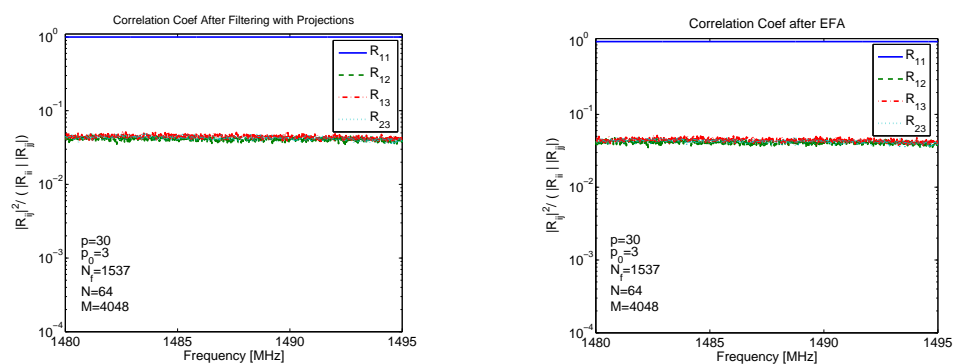 Correlation Coef After Filtering with Projections
10^0
10^-1
10^-2
10^-3
10^-4
|R_ij|^2/ ( |R_ii| |R_jj|)
R_11
R_12
R_13
R_23
p=30
p_0=3
N_f=1537
N=64
M=4048
1480 1485 1490 1495
Frequency [MHz]
Correlation Coef after EFA
10^0
10^-1
10^-2
10^-3
10^-4
|R_ij|^2/ ( |R_ii| |R_jj|)
R_11
R_12
R_13
R_23
p=30
p_0=3
N_f=1537
N=64
M=4048
1480 1485 1490 1495
Frequency [MHz]